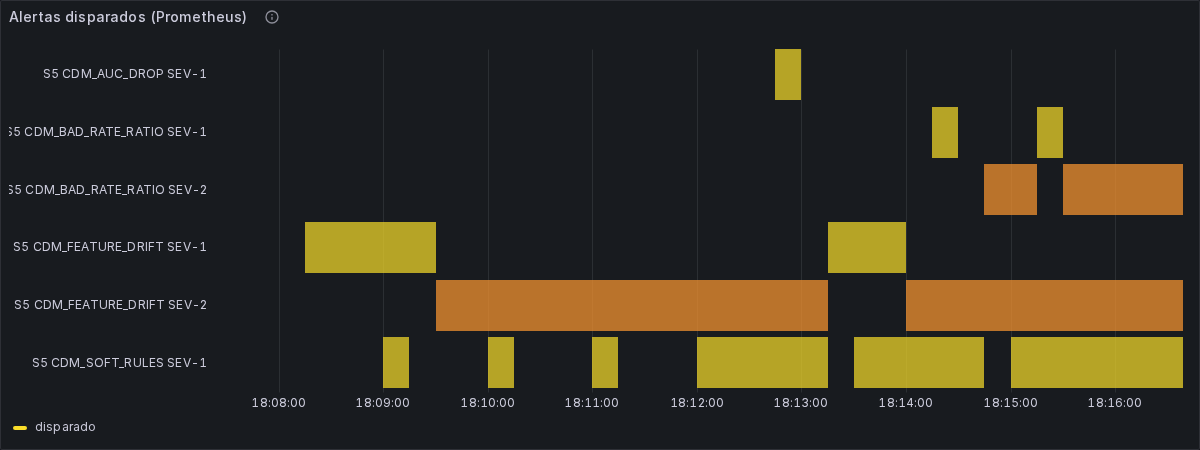 Alertas disparados (Prometheus)
S5 CDM_AUC_DROP SEV-1
S5 CDM_BAD_RATE_RATIO SEV-1
S5 CDM_BAD_RATE_RATIO SEV-2
S5 CDM_FEATURE_DRIFT SEV-1
S5 CDM_FEATURE_DRIFT SEV-2
S5 CDM_SOFT_RULES SEV-1
18:08:00 18:09:00 18:10:00 18:11:00 18:12:00 18:13:00 18:14:00 18:15:00 18:16:00
disparado